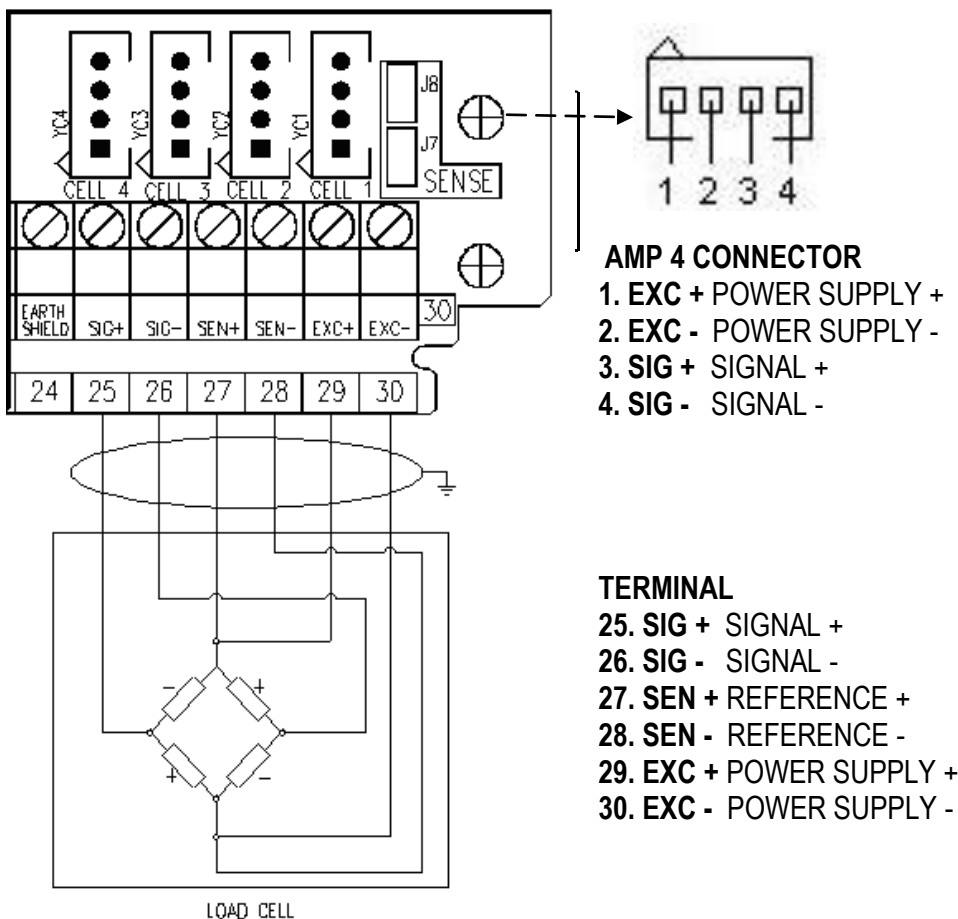 YC4 YC3 YC2 YC1
J8
J7
CELL 4 CELL 3 CELL 2 CELL 1
SENSE
EARTH SHIELD SIG+ SIG- SEN+ SEN- EXC+ EXC- 30
24 25 26 27 28 29 30
1 2 3 4
AMP 4 CONNECTOR
1. EXC + POWER SUPPLY +
2. EXC - POWER SUPPLY -
3. SIG + SIGNAL +
4. SIG - SIGNAL -
- +
+ -
LOAD CELL
TERMINAL
25. SIG + SIGNAL +
26. SIG - SIGNAL -
27. SEN + REFERENCE +
28. SEN - REFERENCE -
29. EXC + POWER SUPPLY +
30. EXC - POWER SUPPLY -